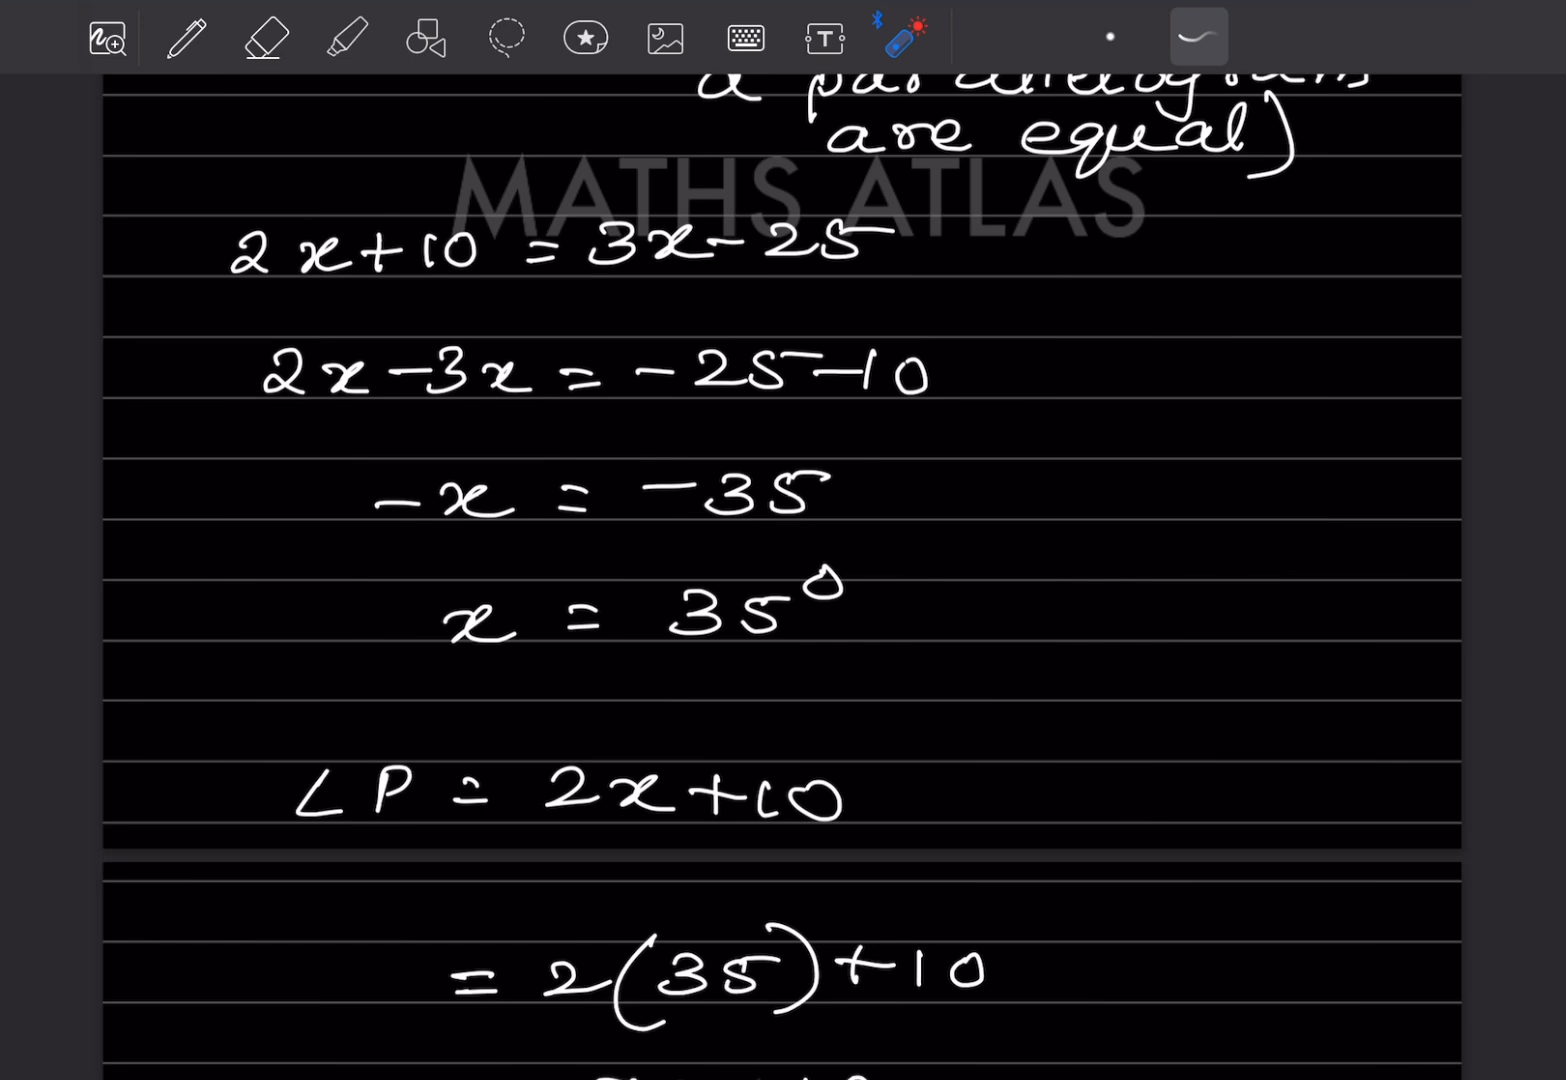 a parallelogram
are equal)
MATHS ATLAS
2x+10 = 3x-25
2x-3x = -25-10
-x = -35
x = 35°
∠P = 2x+10
= 2(35)+10